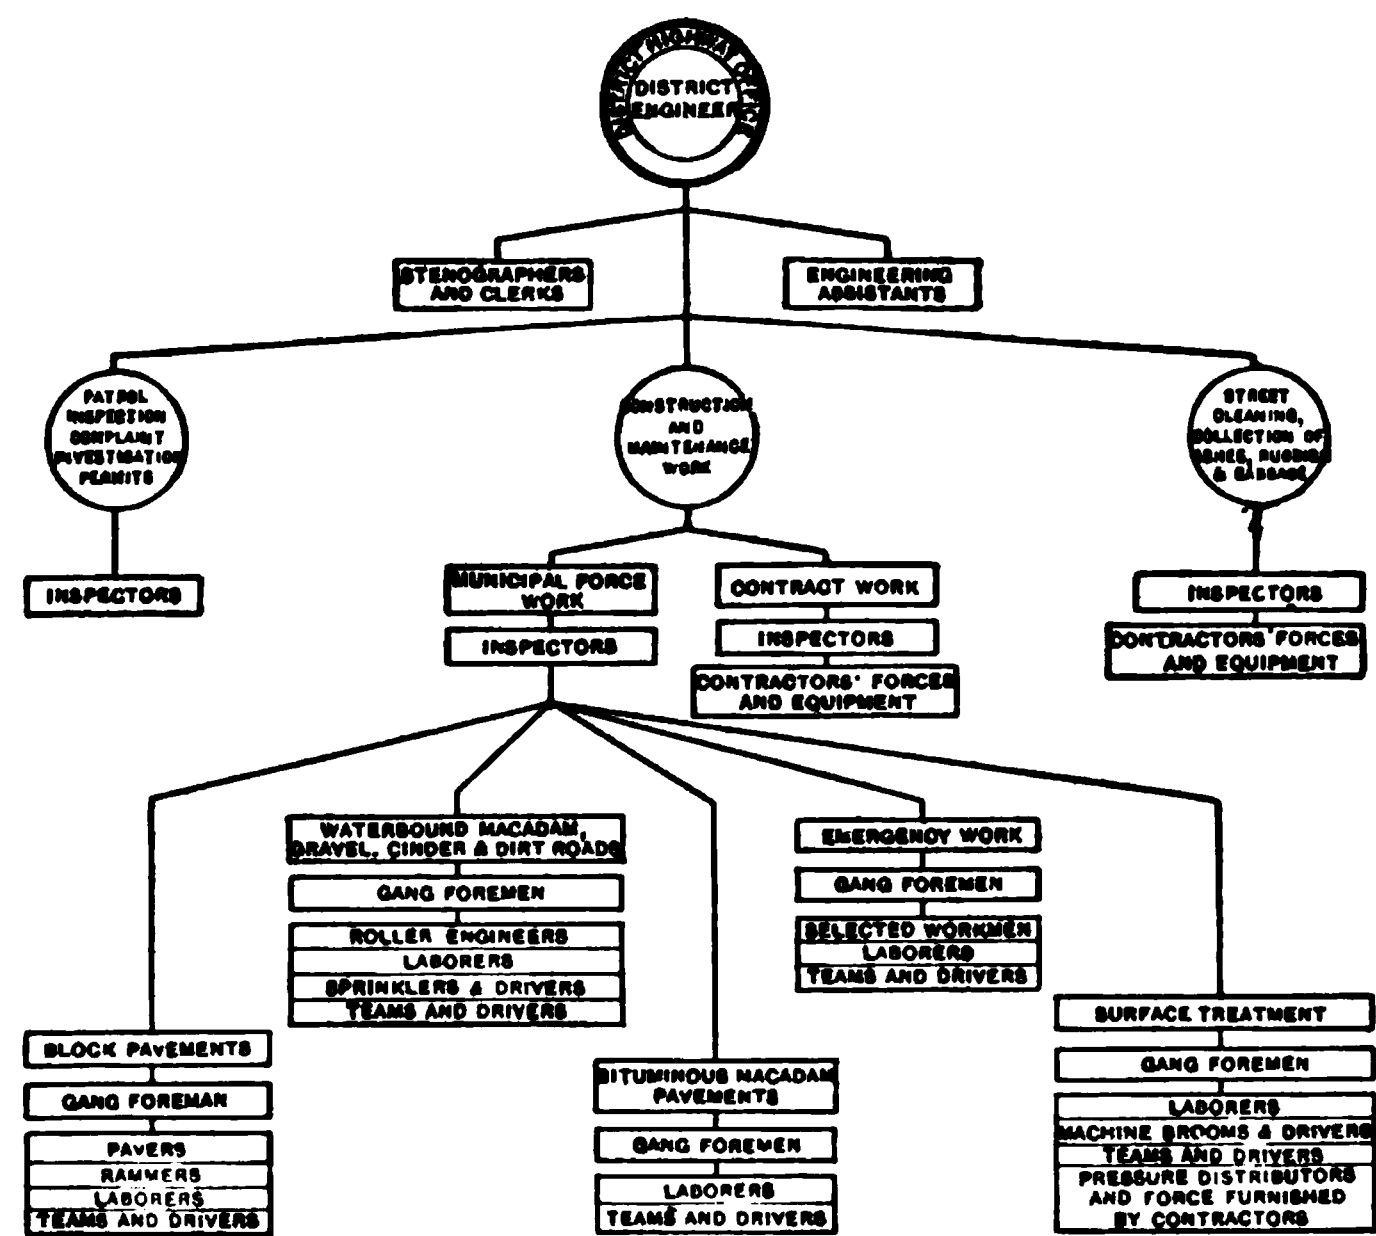 DISTRICT HIGHWAY OFFICE
DISTRICT
ENGINEER
STENOGRAPHERS
AND CLERKS
ENGINEERING
ASSISTANTS
PATROL
INSPECTION
COMPLAINT
INVESTIGATION
PERMITS
CONSTRUCTION
AND
MAINTENANCE
WORK
STREET
CLEANING,
COLLECTION OF
ASHES, RUBBISH
& GARBAGE
INSPECTORS
MUNICIPAL FORCE
WORK
INSPECTORS
CONTRACT WORK
INSPECTORS
CONTRACTORS' FORCES
AND EQUIPMENT
INSPECTORS
CONTRACTORS' FORCES
AND EQUIPMENT
BLOCK PAVEMENTS
GANG FOREMAN
PAVERS
RAMMERS
LABORERS
TEAMS AND DRIVERS
WATERBOUND MACADAM,
GRAVEL, CINDER & DIRT ROADS
GANG FOREMEN
ROLLER ENGINEERS
LABORERS
SPRINKLERS & DRIVERS
TEAMS AND DRIVERS
BITUMINOUS MACADAM
PAVEMENTS
GANG FOREMEN
LABORERS
TEAMS AND DRIVERS
EMERGENCY WORK
GANG FOREMEN
SELECTED WORKMEN
LABORERS
TEAMS AND DRIVERS
SURFACE TREATMENT
GANG FOREMEN
LABORERS
MACHINE BROOMS & DRIVERS
TEAMS AND DRIVERS
PRESSURE DISTRIBUTORS
AND FORCE FURNISHED
BY CONTRACTORS